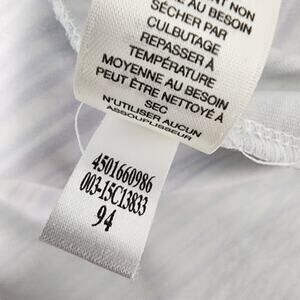 AU BESOIN
SÉCHER PAR
CULBUTAGE
REPASSER À
TEMPÉRATURE
MOYENNE AU BESOIN
PEUT ÊTRE NETTOYÉ À
SEC
N'UTILISER AUCUN
ASSOUPLISSEUR
4501660986
003-15C13833
94